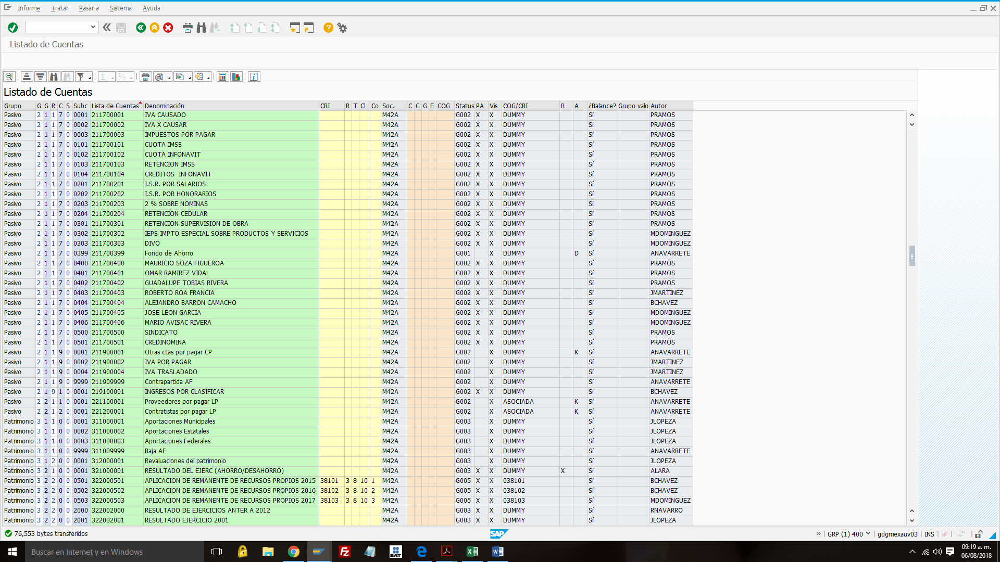 Informe Tratar Pasar a Sistema Ayuda
Listado de Cuentas
Listado de Cuentas
Grupo G G R C S Subc Lista de Cuentas Denominación CRI R T Cl Co Soc. C C G E COG Status PA Vis COG/CRI B A ¿Balance? Grupo valo Autor
Pasivo 2 1 1 7 0 0001 211700001 IVA CAUSADO M42A G002 X X DUMMY Sí PRAMOS
Pasivo 2 1 1 7 0 0002 211700002 IVA X CAUSAR M42A G002 X X DUMMY Sí PRAMOS
Pasivo 2 1 1 7 0 0003 211700003 IMPUESTOS POR PAGAR M42A G002 X X DUMMY Sí PRAMOS
Pasivo 2 1 1 7 0 0101 211700101 CUOTA IMSS M42A G002 X X DUMMY Sí PRAMOS
Pasivo 2 1 1 7 0 0102 211700102 CUOTA INFONAVIT M42A G002 X X DUMMY Sí PRAMOS
Pasivo 2 1 1 7 0 0103 211700103 RETENCION IMSS M42A G002 X X DUMMY Sí PRAMOS
Pasivo 2 1 1 7 0 0104 211700104 CREDITOS INFONAVIT M42A G002 X X DUMMY Sí PRAMOS
Pasivo 2 1 1 7 0 0201 211700201 I.S.R. POR SALARIOS M42A G002 X X DUMMY Sí PRAMOS
Pasivo 2 1 1 7 0 0202 211700202 I.S.R. POR HONORARIOS M42A G002 X X DUMMY Sí PRAMOS
Pasivo 2 1 1 7 0 0203 211700203 2 % SOBRE NOMINAS M42A G002 X X DUMMY Sí PRAMOS
Pasivo 2 1 1 7 0 0204 211700204 RETENCION CEDULAR M42A G002 X X DUMMY Sí PRAMOS
Pasivo 2 1 1 7 0 0301 211700301 RETENCION SUPERVISION DE OBRA M42A G002 X X DUMMY Sí PRAMOS
Pasivo 2 1 1 7 0 0302 211700302 IEPS IMPTO ESPECIAL SOBRE PRODUCTOS Y SERVICIOS M42A G002 X X DUMMY Sí MDOMINGUEZ
Pasivo 2 1 1 7 0 0303 211700303 DIVO M42A G002 X X DUMMY Sí MDOMINGUEZ
Pasivo 2 1 1 7 0 0399 211700399 Fondo de Ahorro M42A G001 X DUMMY D Sí ANAVARRETE
Pasivo 2 1 1 7 0 0400 211700400 MAURICIO SOZA FIGUEROA M42A G002 X X DUMMY Sí PRAMOS
Pasivo 2 1 1 7 0 0401 211700401 OMAR RAMIREZ VIDAL M42A G002 X X DUMMY Sí PRAMOS
Pasivo 2 1 1 7 0 0402 211700402 GUADALUPE TOBIAS RIVERA M42A G002 X X DUMMY Sí PRAMOS
Pasivo 2 1 1 7 0 0403 211700403 ROBERTO ROA FRANCIA M42A G002 X X DUMMY Sí JMARTINEZ
Pasivo 2 1 1 7 0 0404 211700404 ALEJANDRO BARRON CAMACHO M42A G002 X X DUMMY Sí BCHAVEZ
Pasivo 2 1 1 7 0 0405 211700405 JOSE LEON GARCIA M42A G002 X X DUMMY Sí MDOMINGUEZ
Pasivo 2 1 1 7 0 0406 211700406 MARIO AVISAC RIVERA M42A G002 X X DUMMY Sí MDOMINGUEZ
Pasivo 2 1 1 7 0 0500 211700500 SINDICATO M42A G002 X X DUMMY Sí PRAMOS
Pasivo 2 1 1 7 0 0501 211700501 CREDINOMINA M42A G002 X X DUMMY Sí PRAMOS
Pasivo 2 1 1 9 0 0001 211900001 Otras ctas por pagar CP M42A G002 X DUMMY K Sí ANAVARRETE
Pasivo 2 1 1 9 0 0002 211900002 IVA POR PAGAR M42A G002 X DUMMY Sí JMARTINEZ
Pasivo 2 1 1 9 0 0004 211900004 IVA TRASLADADO M42A G002 X DUMMY Sí JMARTINEZ
Pasivo 2 1 1 9 0 9999 211909999 Contrapartida AF M42A G002 X DUMMY Sí ANAVARRETE
Pasivo 2 1 9 1 0 0001 219100001 INGRESOS POR CLASIFICAR M42A G002 X X DUMMY Sí BCHAVEZ
Pasivo 2 2 1 1 0 0001 221100001 Proveedores por pagar LP M42A G002 X ASOCIADA K Sí ANAVARRETE
Pasivo 2 2 1 2 0 0001 221200001 Contratistas por pagar LP M42A G002 X ASOCIADA K Sí ANAVARRETE
Patrimonio 3 1 1 0 0 0001 311000001 Aportaciones Municipales M42A G003 X DUMMY Sí JLOPEZA
Patrimonio 3 1 1 0 0 0002 311000002 Aportaciones Estatales M42A G003 X DUMMY Sí JLOPEZA
Patrimonio 3 1 1 0 0 0003 311000003 Aportaciones Federales M42A G003 X DUMMY Sí JLOPEZA
Patrimonio 3 1 1 0 0 9999 311009999 Baja AF M42A G003 X DUMMY Sí ANAVARRETE
Patrimonio 3 1 2 0 0 0001 312000001 Revaluaciones del patrimonio M42A G003 X DUMMY Sí JLOPEZA
Patrimonio 3 2 1 0 0 0001 321000001 RESULTADO DEL EJERC (AHORRO/DESAHORRO) M42A G003 X X DUMMY X Sí ALARA
Patrimonio 3 2 2 0 0 0501 322000501 APLICACION DE REMANENTE DE RECURSOS PROPIOS 2015 38101 3 8 10 1 M42A G005 X X 038101 Sí BCHAVEZ
Patrimonio 3 2 2 0 0 0502 322000502 APLICACION DE REMANENTE DE RECURSOS PROPIOS 2016 38102 3 8 10 2 M42A G005 X X 038102 Sí BCHAVEZ
Patrimonio 3 2 2 0 0 0503 322000503 APLICACION DE REMANENTE DE RECURSOS PROPIOS 2017 38103 3 8 10 3 M42A G005 X X 038103 Sí MDOMINGUEZ
Patrimonio 3 2 2 0 0 2000 322002000 RESULTADO DE EJERCICIOS ANTER A 2012 M42A G003 X X DUMMY Sí RNAVARRO
Patrimonio 3 2 2 0 0 2001 322002001 RESULTADO EJERCICIO 2001 M42A G003 X X DUMMY Sí JLOPEZA
76,553 bytes transferidos SAP GRP (1) 400 gdgmexauv03 INS
Buscar en Internet y en Windows SAT 09:19 a. m.
06/08/2018